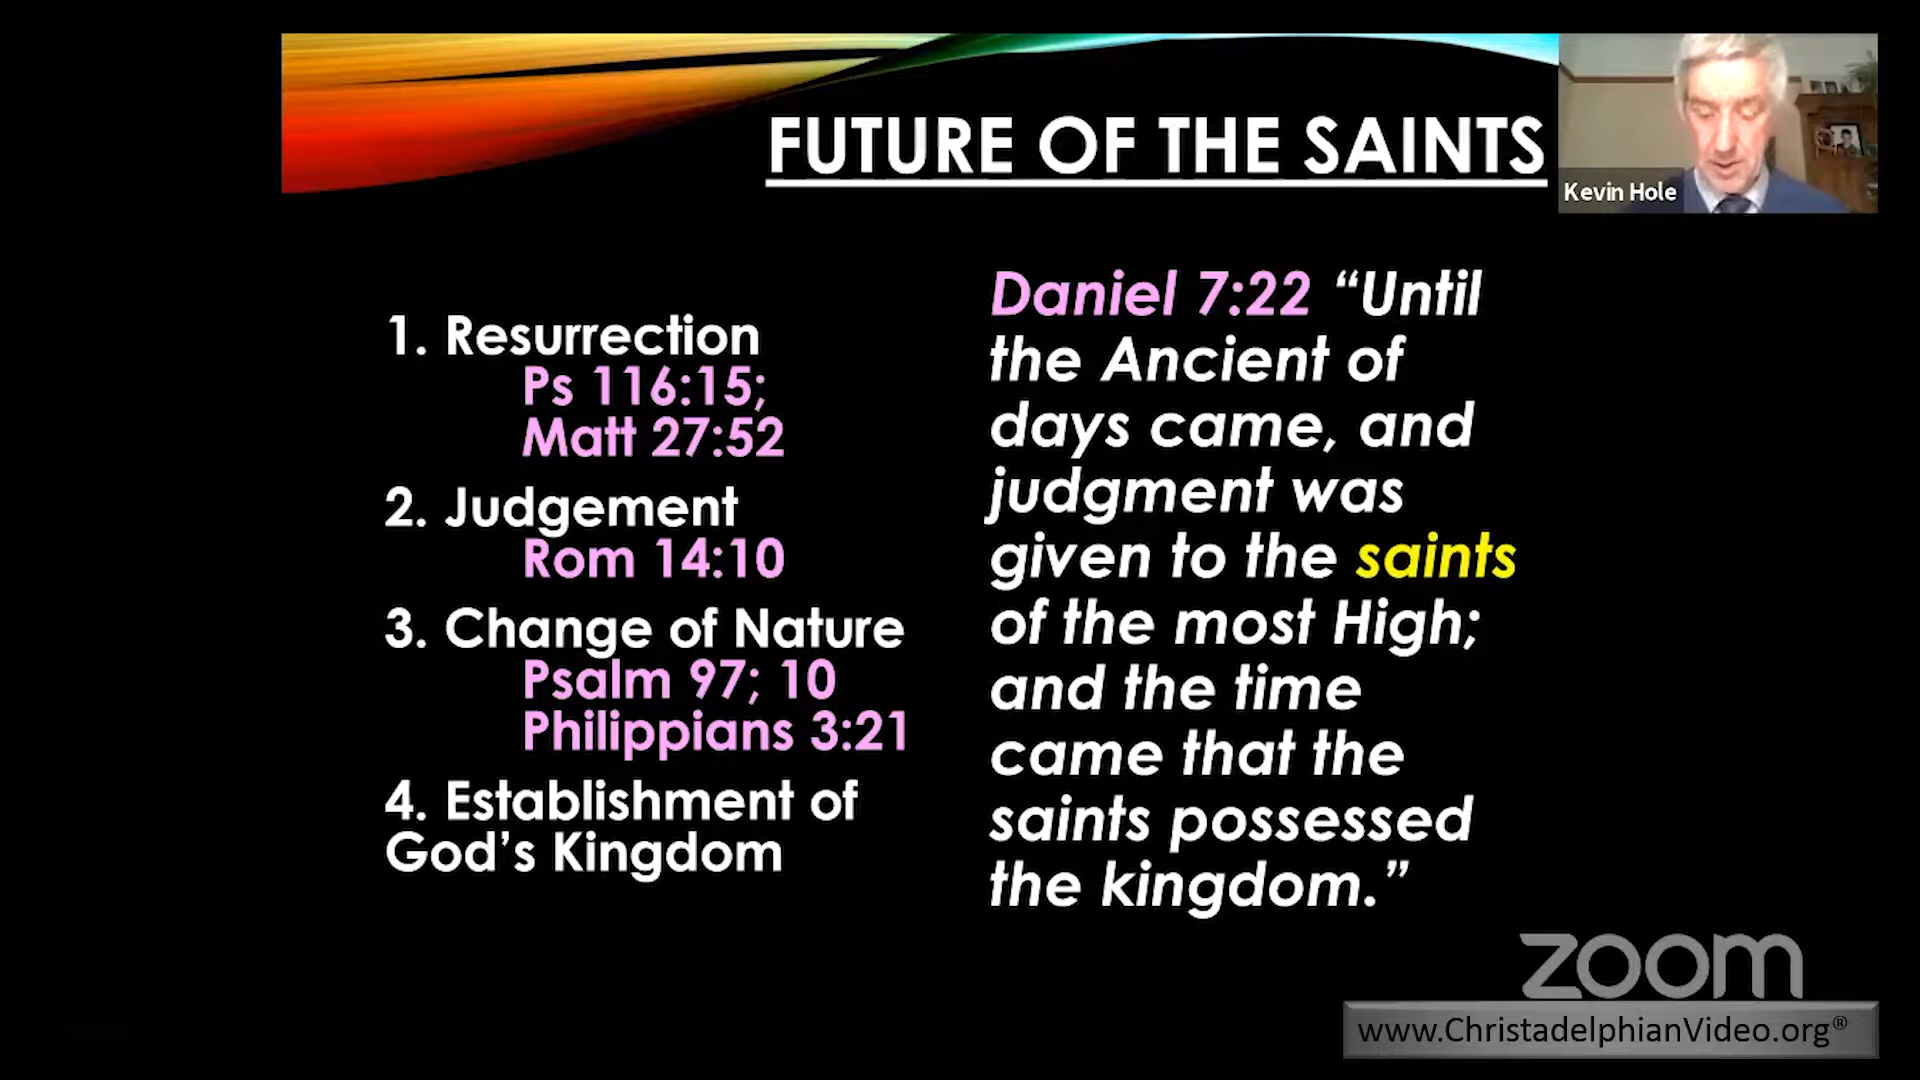 FUTURE OF THE SAINTS
Kevin Hole
1. Resurrection
Ps 116:15;
Matt 27:52
2. Judgement
Rom 14:10
3. Change of Nature
Psalm 97; 10
Philippians 3:21
4. Establishment of
God’s Kingdom
Daniel 7:22 “Until
the Ancient of
days came, and
judgment was
given to the saints
of the most High;
and the time
came that the
saints possessed
the kingdom.”
zoom
www.ChristadelphianVideo.org®